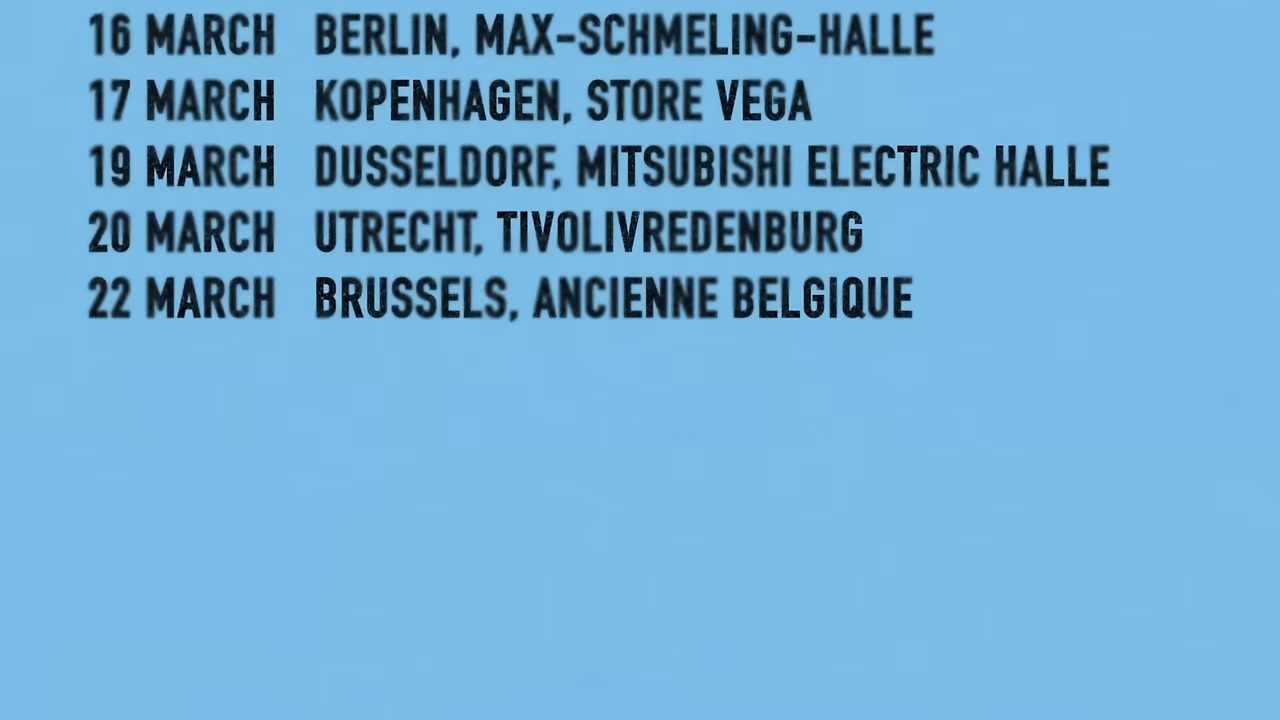 16 MARCH BERLIN, MAX-SCHMELING-HALLE
17 MARCH KOPENHAGEN, STORE VEGA
19 MARCH DUSSELDORF, MITSUBISHI ELECTRIC HALLE
20 MARCH UTRECHT, TIVOLIVREDENBURG
22 MARCH BRUSSELS, ANCIENNE BELGIQUE